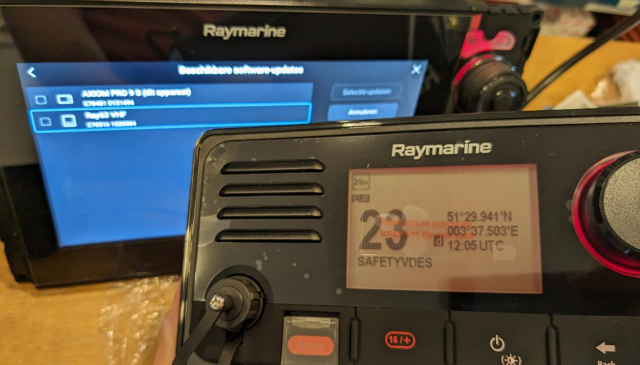 Raymarine
Beschikbare software updates
AXIOM PRO 9 S (dit apparaat)
Selectie updaten
Ray53 VHF
Annuleren
Raymarine
23
51°29.941'N
003°37.503'E
12:05 UTC
SAFETYVDES
16/+
Back